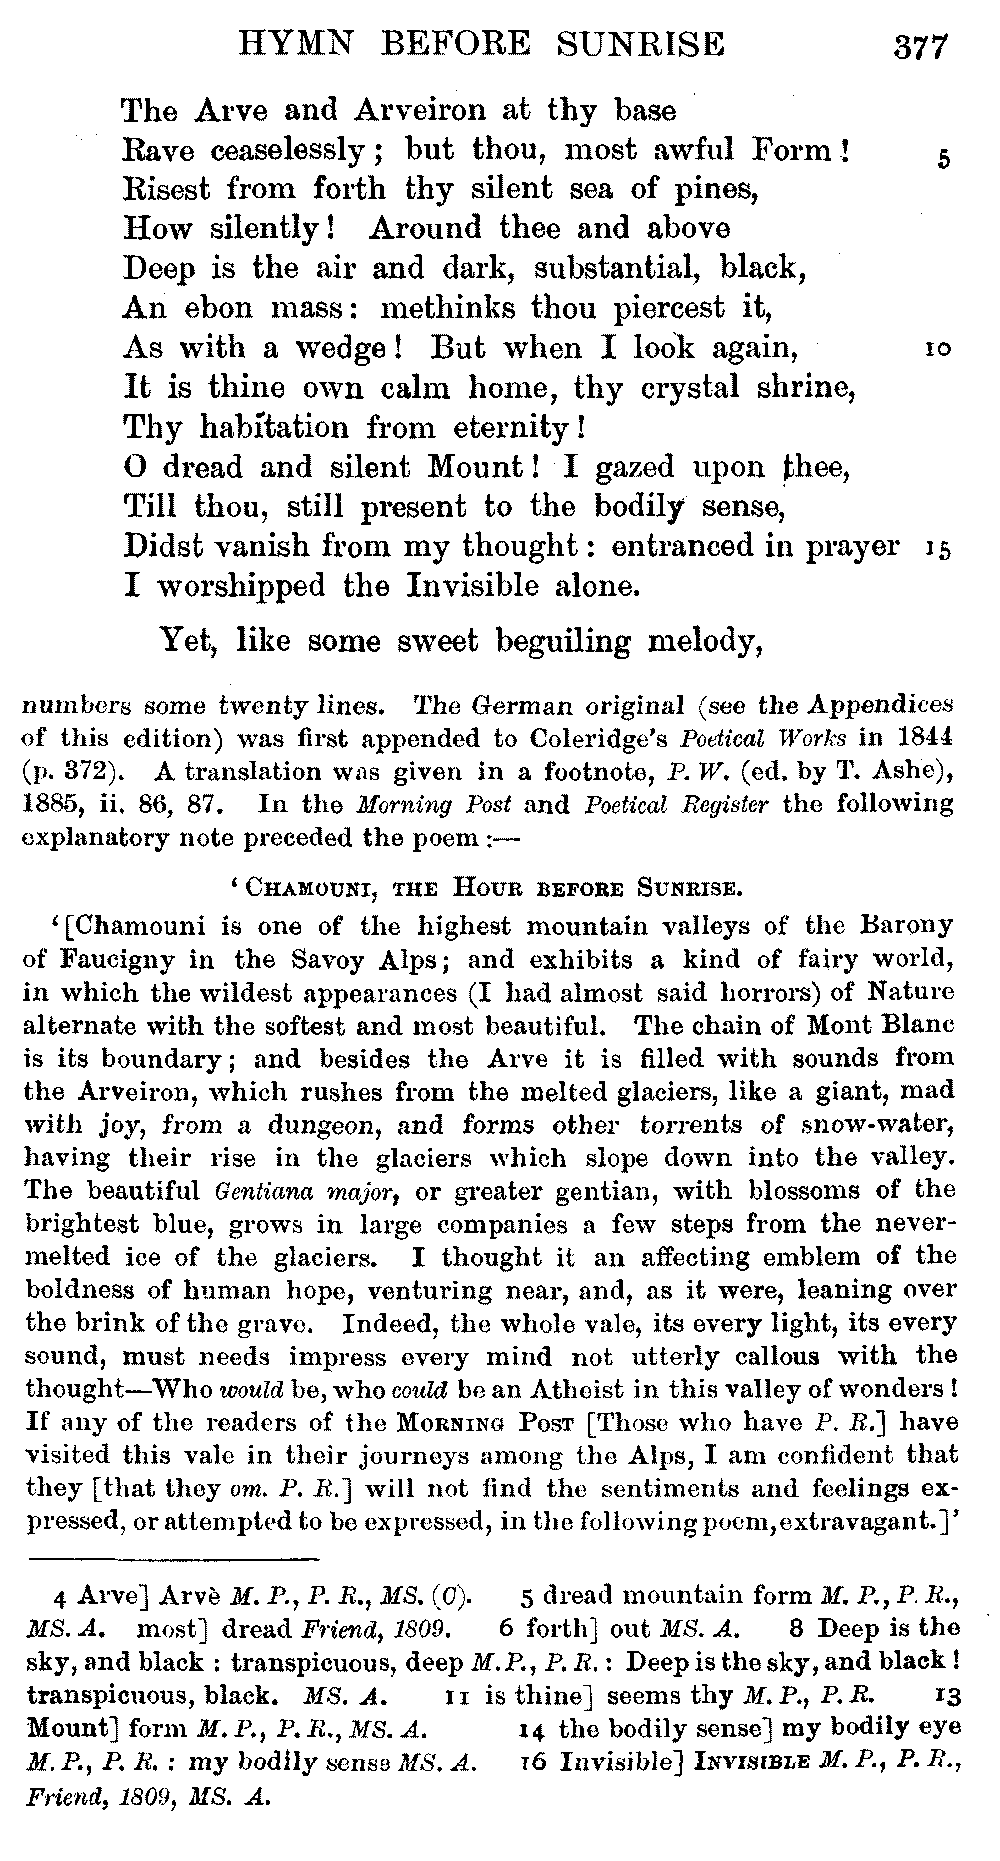 HYMN BEFORE SUNRISE 377
The Arve and Arveiron at thy base
Rave ceaselessly; but thou, most awful Form! 5
Risest from forth thy silent sea of pines,
How silently! Around thee and above
Deep is the air and dark, substantial, black,
An ebon mass: methinks thou piercest it,
As with a wedge! But when I look again, 10
It is thine own calm home, thy crystal shrine,
Thy habitation from eternity!
O dread and silent Mount! I gazed upon thee,
Till thou, still present to the bodily sense,
Didst vanish from my thought: entranced in prayer 15
I worshipped the Invisible alone.
Yet, like some sweet beguiling melody,
numbers some twenty lines. The German original (see the Appendices
of this edition) was first appended to Coleridge's Poetical Works in 1844
(p. 372). A translation was given in a footnote, P. W. (ed. by T. Ashe),
1885, ii. 86, 87. In the Morning Post and Poetical Register the following
explanatory note preceded the poem:—
‘CHAMOUNI, THE HOUR BEFORE SUNRISE.
‘[Chamouni is one of the highest mountain valleys of the Barony
of Faucigny in the Savoy Alps; and exhibits a kind of fairy world,
in which the wildest appearances (I had almost said horrors) of Nature
alternate with the softest and most beautiful. The chain of Mont Blanc
is its boundary; and besides the Arve it is filled with sounds from
the Arveiron, which rushes from the melted glaciers, like a giant, mad
with joy, from a dungeon, and forms other torrents of snow-water,
having their rise in the glaciers which slope down into the valley.
The beautiful Gentiana major, or greater gentian, with blossoms of the
brightest blue, grows in large companies a few steps from the never-
melted ice of the glaciers. I thought it an affecting emblem of the
boldness of human hope, venturing near, and, as it were, leaning over
the brink of the grave. Indeed, the whole vale, its every light, its every
sound, must needs impress every mind not utterly callous with the
thought—Who would be, who could be an Atheist in this valley of wonders!
If any of the readers of the MORNING POST [Those who have P. R.] have
visited this vale in their journeys among the Alps, I am confident that
they [that they om. P. R.] will not find the sentiments and feelings ex-
pressed, or attempted to be expressed, in the following poem, extravagant.]’
4 Arve] Arvè M. P., P. R., MS. (C). 5 dread mountain form M. P., P. R.,
MS. A. most] dread Friend, 1809. 6 forth] out MS. A. 8 Deep is the
sky, and black: transpicuous, deep M. P., P. R.: Deep is the sky, and black!
transpicuous, black. MS. A. 11 is thine] seems thy M. P., P. R. 13
Mount] form M. P., P. R., MS. A. 14 the bodily sense] my bodily eye
M. P., P. R.: my bodily sense MS. A. 16 Invisible] INVISIBLE M. P., P. R.,
Friend, 1809, MS. A.